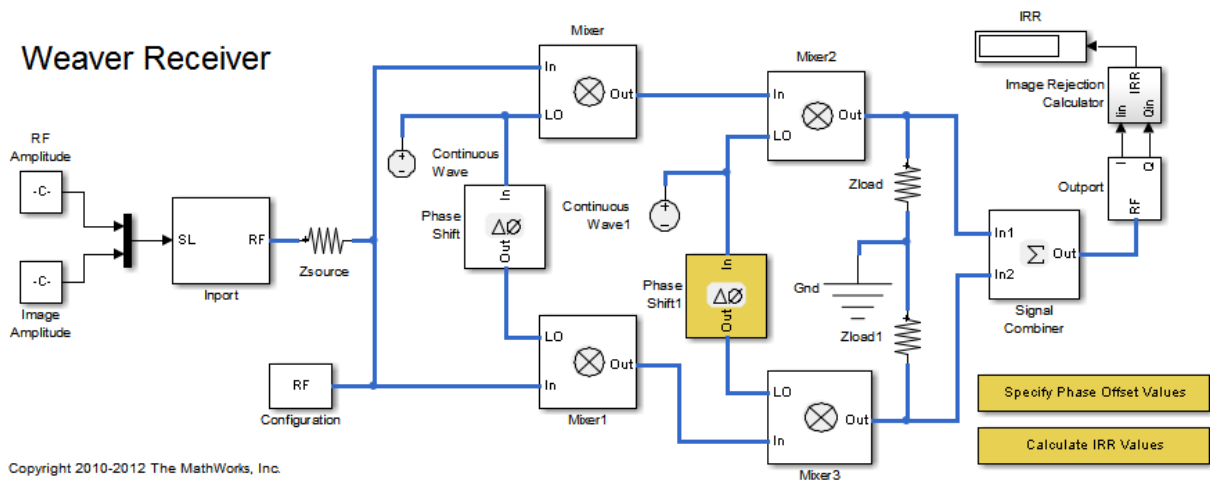 Weaver Receiver
RF
Amplitude
-C-
-C-
Image
Amplitude
SL
RF
Inport
Zsource
RF
Configuration
Continuous
Wave
Phase
Shift
In
ΔØ
Out
Mixer
In
LO
Out
LO
In
Out
Mixer1
Continuous
Wave1
Phase
Shift1
In
ΔØ
Out
Mixer2
In
LO
Out
LO
In
Out
Mixer3
Zload
Gnd
Zload1
In1
In2
Σ
Out
Signal
Combiner
IRR
Image Rejection
Calculator
IRR
Iin
Qin
I
Q
RF
Outport
Specify Phase Offset Values
Calculate IRR Values
Copyright 2010-2012 The MathWorks, Inc.